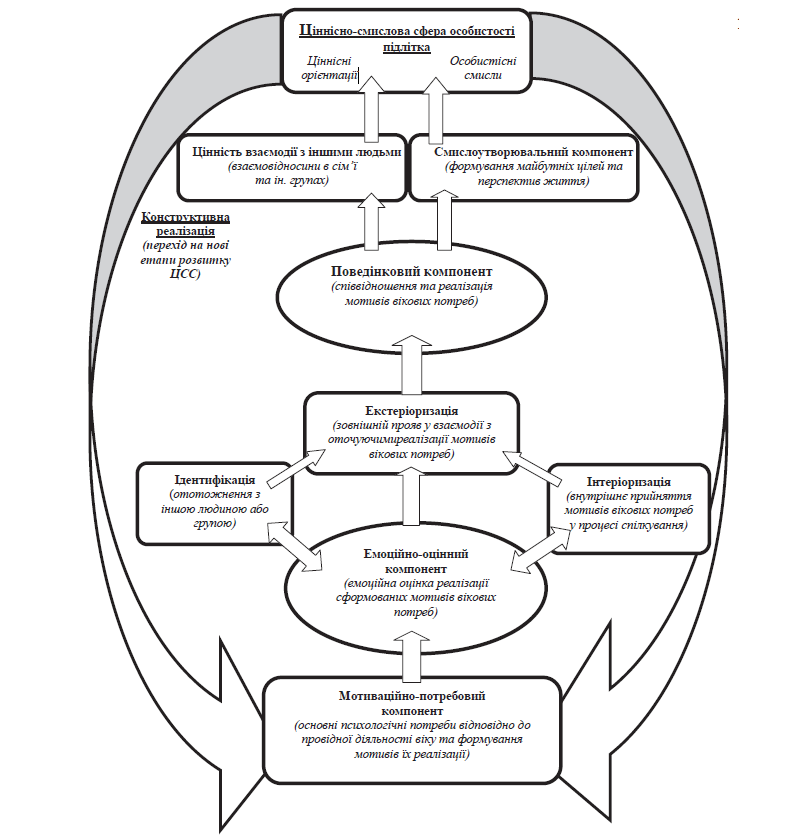 Ціннісно-смислова сфера особистості
підлітка
Ціннісні
орієнтації
Особистісні
смисли
Цінність взаємодії з іншими людьми
(взаємовідносини в сім’ї
та ін. групах)
Смислоутворювальний компонент
(формування майбутніх цілей та
перспектив життя)
Конструктивна
реалізація
(перехід на нові
етапи розвитку
ЦСС)
Поведінковий компонент
(співвідношення та реалізація
мотивів вікових потреб)
Екстеріоризація
(зовнішній прояв у взаємодії з
оточуючимиреалізації мотивів
вікових потреб)
Ідентифікація
(ототожнення з
іншою людиною або
групою)
Інтеріоризація
(внутрішнє прийняття
мотивів вікових потреб
у процесі спілкування)
Емоційно-оцінний
компонент
(емоційна оцінка реалізації
сформованих мотивів вікових
потреб)
Мотиваційно-потребовий
компонент
(основні психологічні потреби відповідно до
провідної діяльності віку та формування
мотивів їх реалізації)